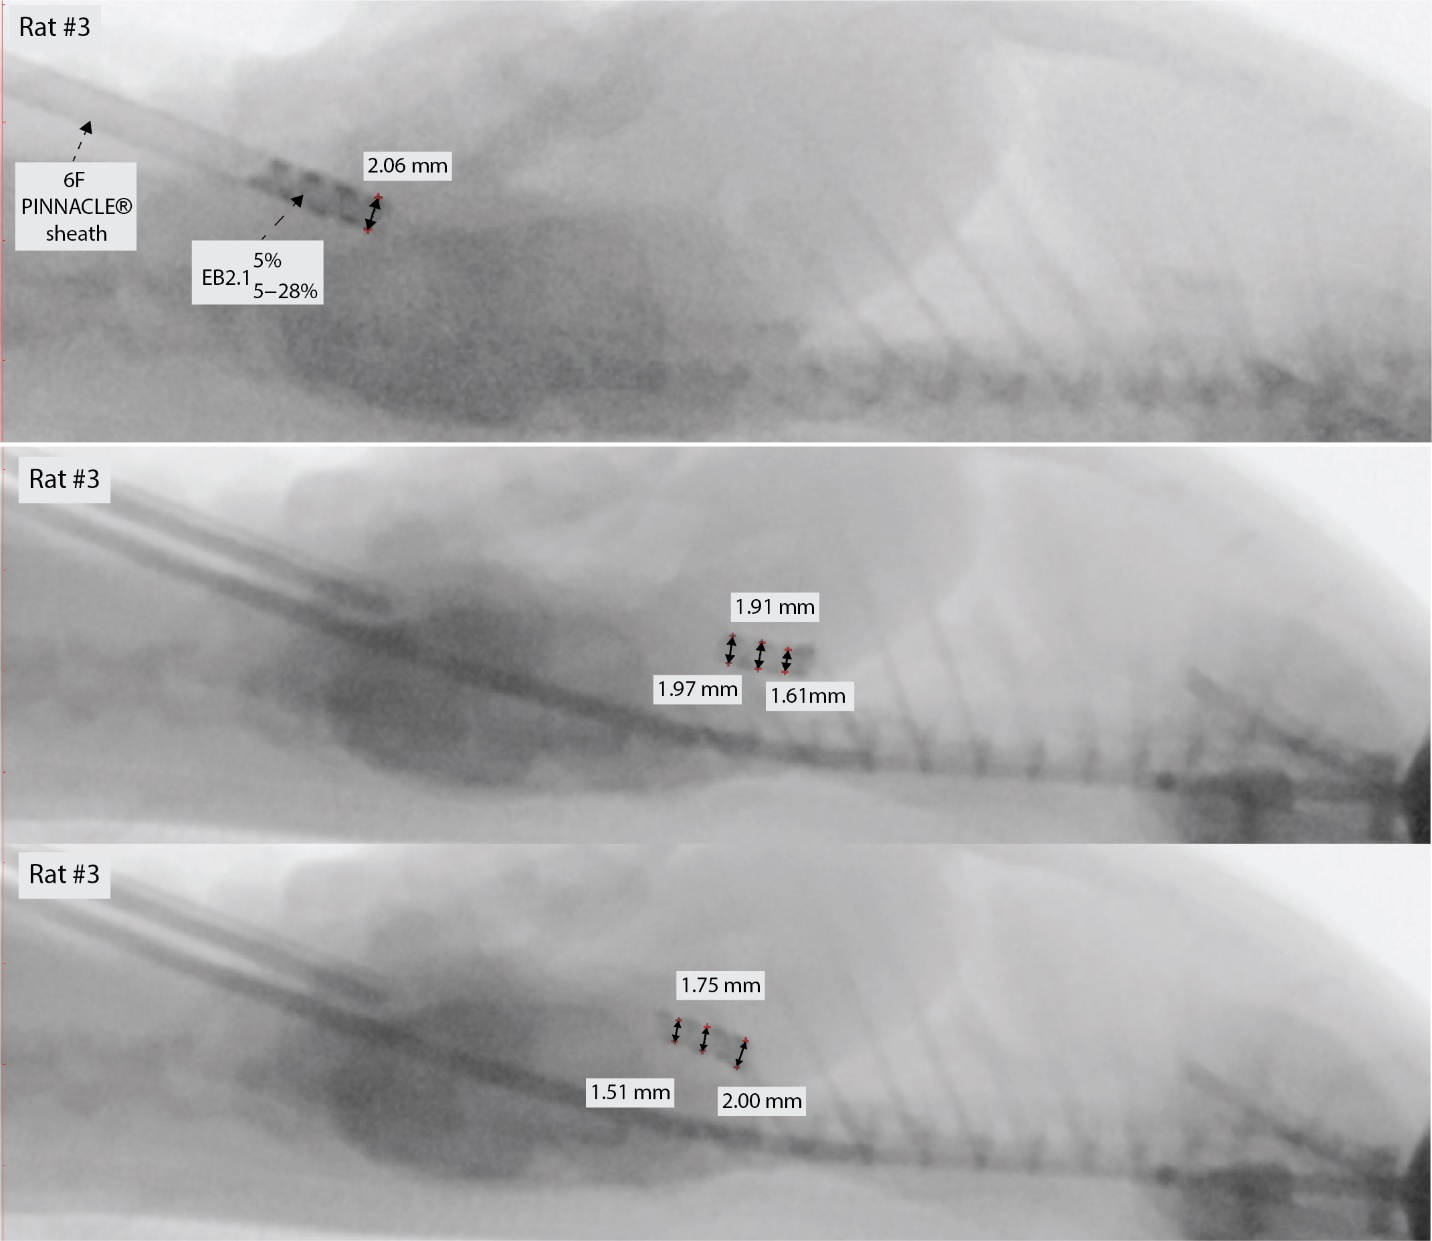 Rat #3
2.06 mm
6F
PINNACLE®
sheath
5%
EB2.1
5–28%
Rat #3
1.91 mm
1.97 mm
1.61mm
Rat #3
1.75 mm
1.51 mm
2.00 mm